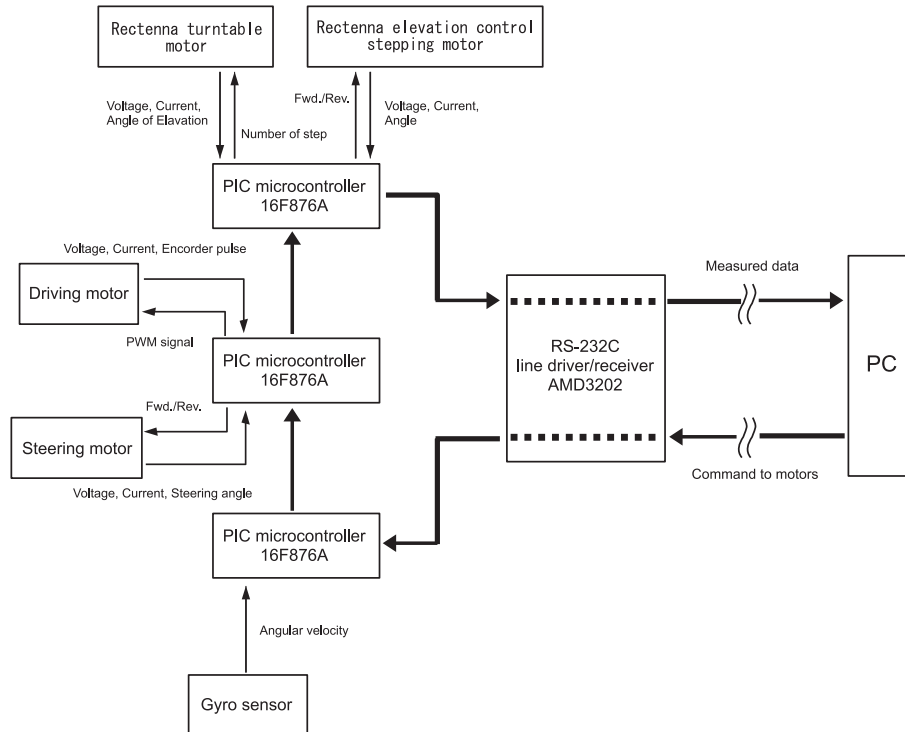 Rectenna turntable
motor
Rectenna elevation control
stepping motor
Voltage, Current,
Angle of Elavation
Number of step
Fwd./Rev.
Voltage, Current,
Angle
PIC microcontroller
16F876A
Voltage, Current, Encorder pulse
Driving motor
PWM signal
PIC microcontroller
16F876A
Fwd./Rev.
Steering motor
Voltage, Current, Steering angle
PIC microcontroller
16F876A
Angular velocity
Gyro sensor
RS-232C
line driver/receiver
AMD3202
Measured data
Command to motors
PC